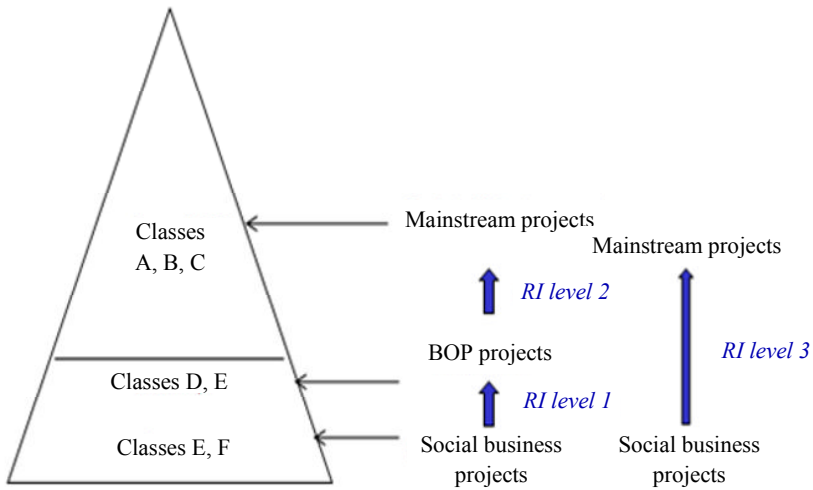 Classes
A, B, C
Classes D, E
Classes E, F
Mainstream projects
RI level 2
BOP projects
RI level 1
Social business
projects
Mainstream projects
RI level 3
Social business
projects